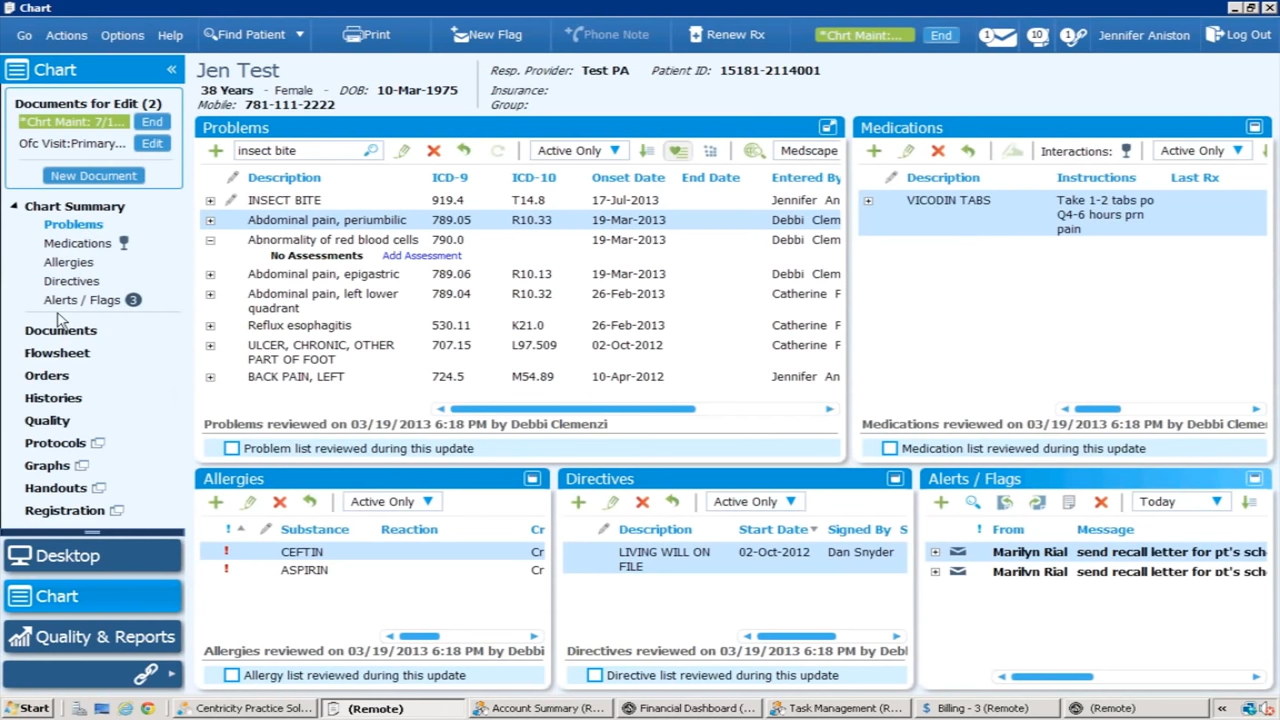 Chart
Go Actions Options Help Find Patient Print New Flag Phone Note Renew Rx *Chrt Maint:... End 1 10 1 Jennifer Aniston Log Out
Chart «
Documents for Edit (2)
*Chrt Maint: 7/1... End
Ofc Visit:Primary... Edit
New Document
Chart Summary
Problems
Medications
Allergies
Directives
Alerts / Flags 3
Documents
Flowsheet
Orders
Histories
Quality
Protocols
Graphs
Handouts
Registration
Desktop
Chart
Quality & Reports
Jen Test
38 Years - Female - DOB: 10-Mar-1975
Mobile: 781-111-2222
Resp. Provider: Test PA Patient ID: 15181-2114001
Insurance:
Group:
Problems
insect bite Active Only Medscape
Description ICD-9 ICD-10 Onset Date End Date Entered By
INSECT BITE 919.4 T14.8 17-Jul-2013 Jennifer An
Abdominal pain, periumbilic 789.05 R10.33 19-Mar-2013 Debbi Clem
Abnormality of red blood cells 790.0 19-Mar-2013 Debbi Clem
No Assessments Add Assessment
Abdominal pain, epigastric 789.06 R10.13 19-Mar-2013 Debbi Clem
Abdominal pain, left lower 789.04 R10.32 26-Feb-2013 Catherine F
quadrant
Reflux esophagitis 530.11 K21.0 26-Feb-2013 Catherine F
ULCER, CHRONIC, OTHER 707.15 L97.509 02-Oct-2012 Catherine F
PART OF FOOT
BACK PAIN, LEFT 724.5 M54.89 10-Apr-2012 Jennifer An
Problems reviewed on 03/19/2013 6:18 PM by Debbi Clemenzi
Problem list reviewed during this update
Medications
Interactions: Active Only
Description Instructions Last Rx
VICODIN TABS Take 1-2 tabs po
Q4-6 hours prn
pain
Medications reviewed on 03/19/2013 6:18 PM by Debbi Clemer
Medication list reviewed during this update
Allergies
Active Only
! Substance Reaction Cr
! CEFTIN Cr
! ASPIRIN Cr
Allergies reviewed on 03/19/2013 6:18 PM by Debbi
Allergy list reviewed during this update
Directives
Active Only
Description Start Date Signed By S
LIVING WILL ON 02-Oct-2012 Dan Snyder
FILE
Directives reviewed on 03/19/2013 6:18 PM by Debl
Directive list reviewed during this update
Alerts / Flags
Today
! From Message
Marilyn Rial send recall letter for pt's sch
Marilyn Rial send recall letter for pt's sch
Start Centricity Practice Sol... (Remote) Account Summary (R... Financial Dashboard (... Task Management (R... Billing - 3 (Remote) (Remote) «